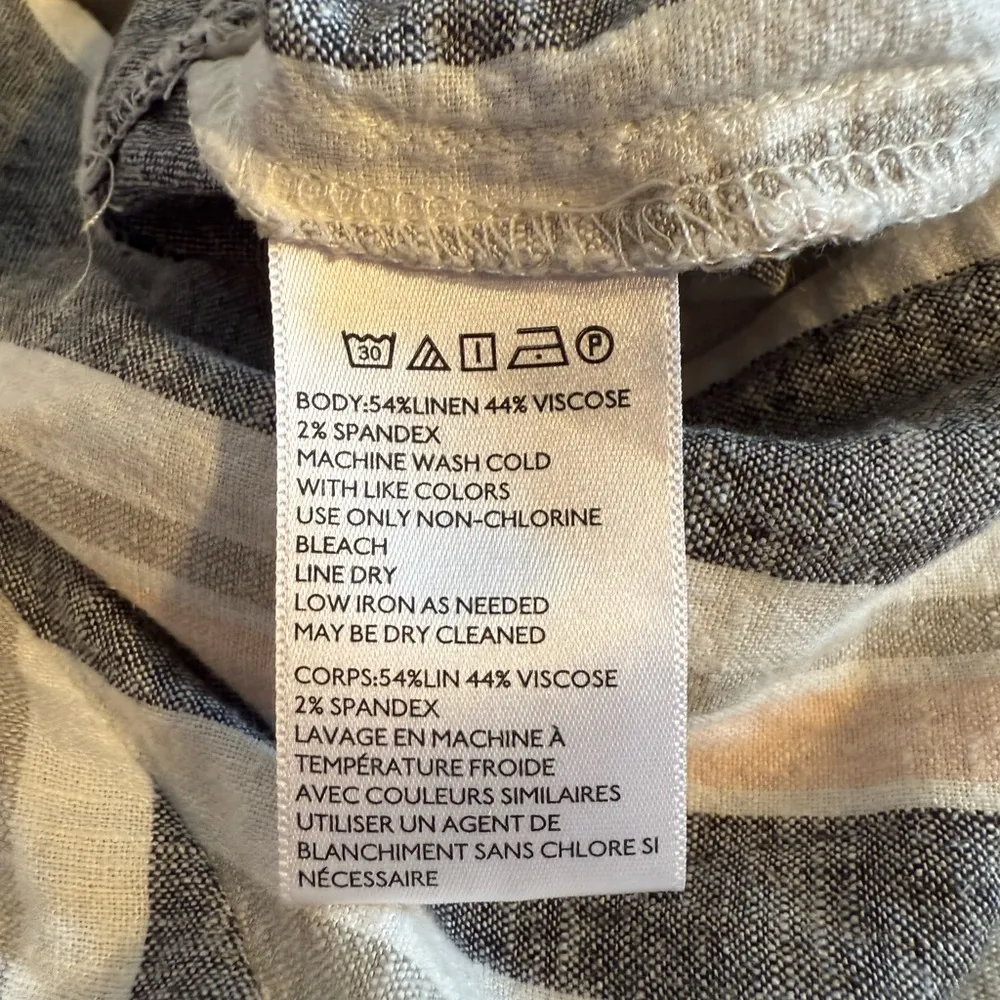 30 I P
BODY:54%LINEN 44% VISCOSE
2% SPANDEX
MACHINE WASH COLD
WITH LIKE COLORS
USE ONLY NON-CHLORINE
BLEACH
LINE DRY
LOW IRON AS NEEDED
MAY BE DRY CLEANED
CORPS:54%LIN 44% VISCOSE
2% SPANDEX
LAVAGE EN MACHINE À
TEMPÉRATURE FROIDE
AVEC COULEURS SIMILAIRES
UTILISER UN AGENT DE
BLANCHIMENT SANS CHLORE SI
NÉCESSAIRE